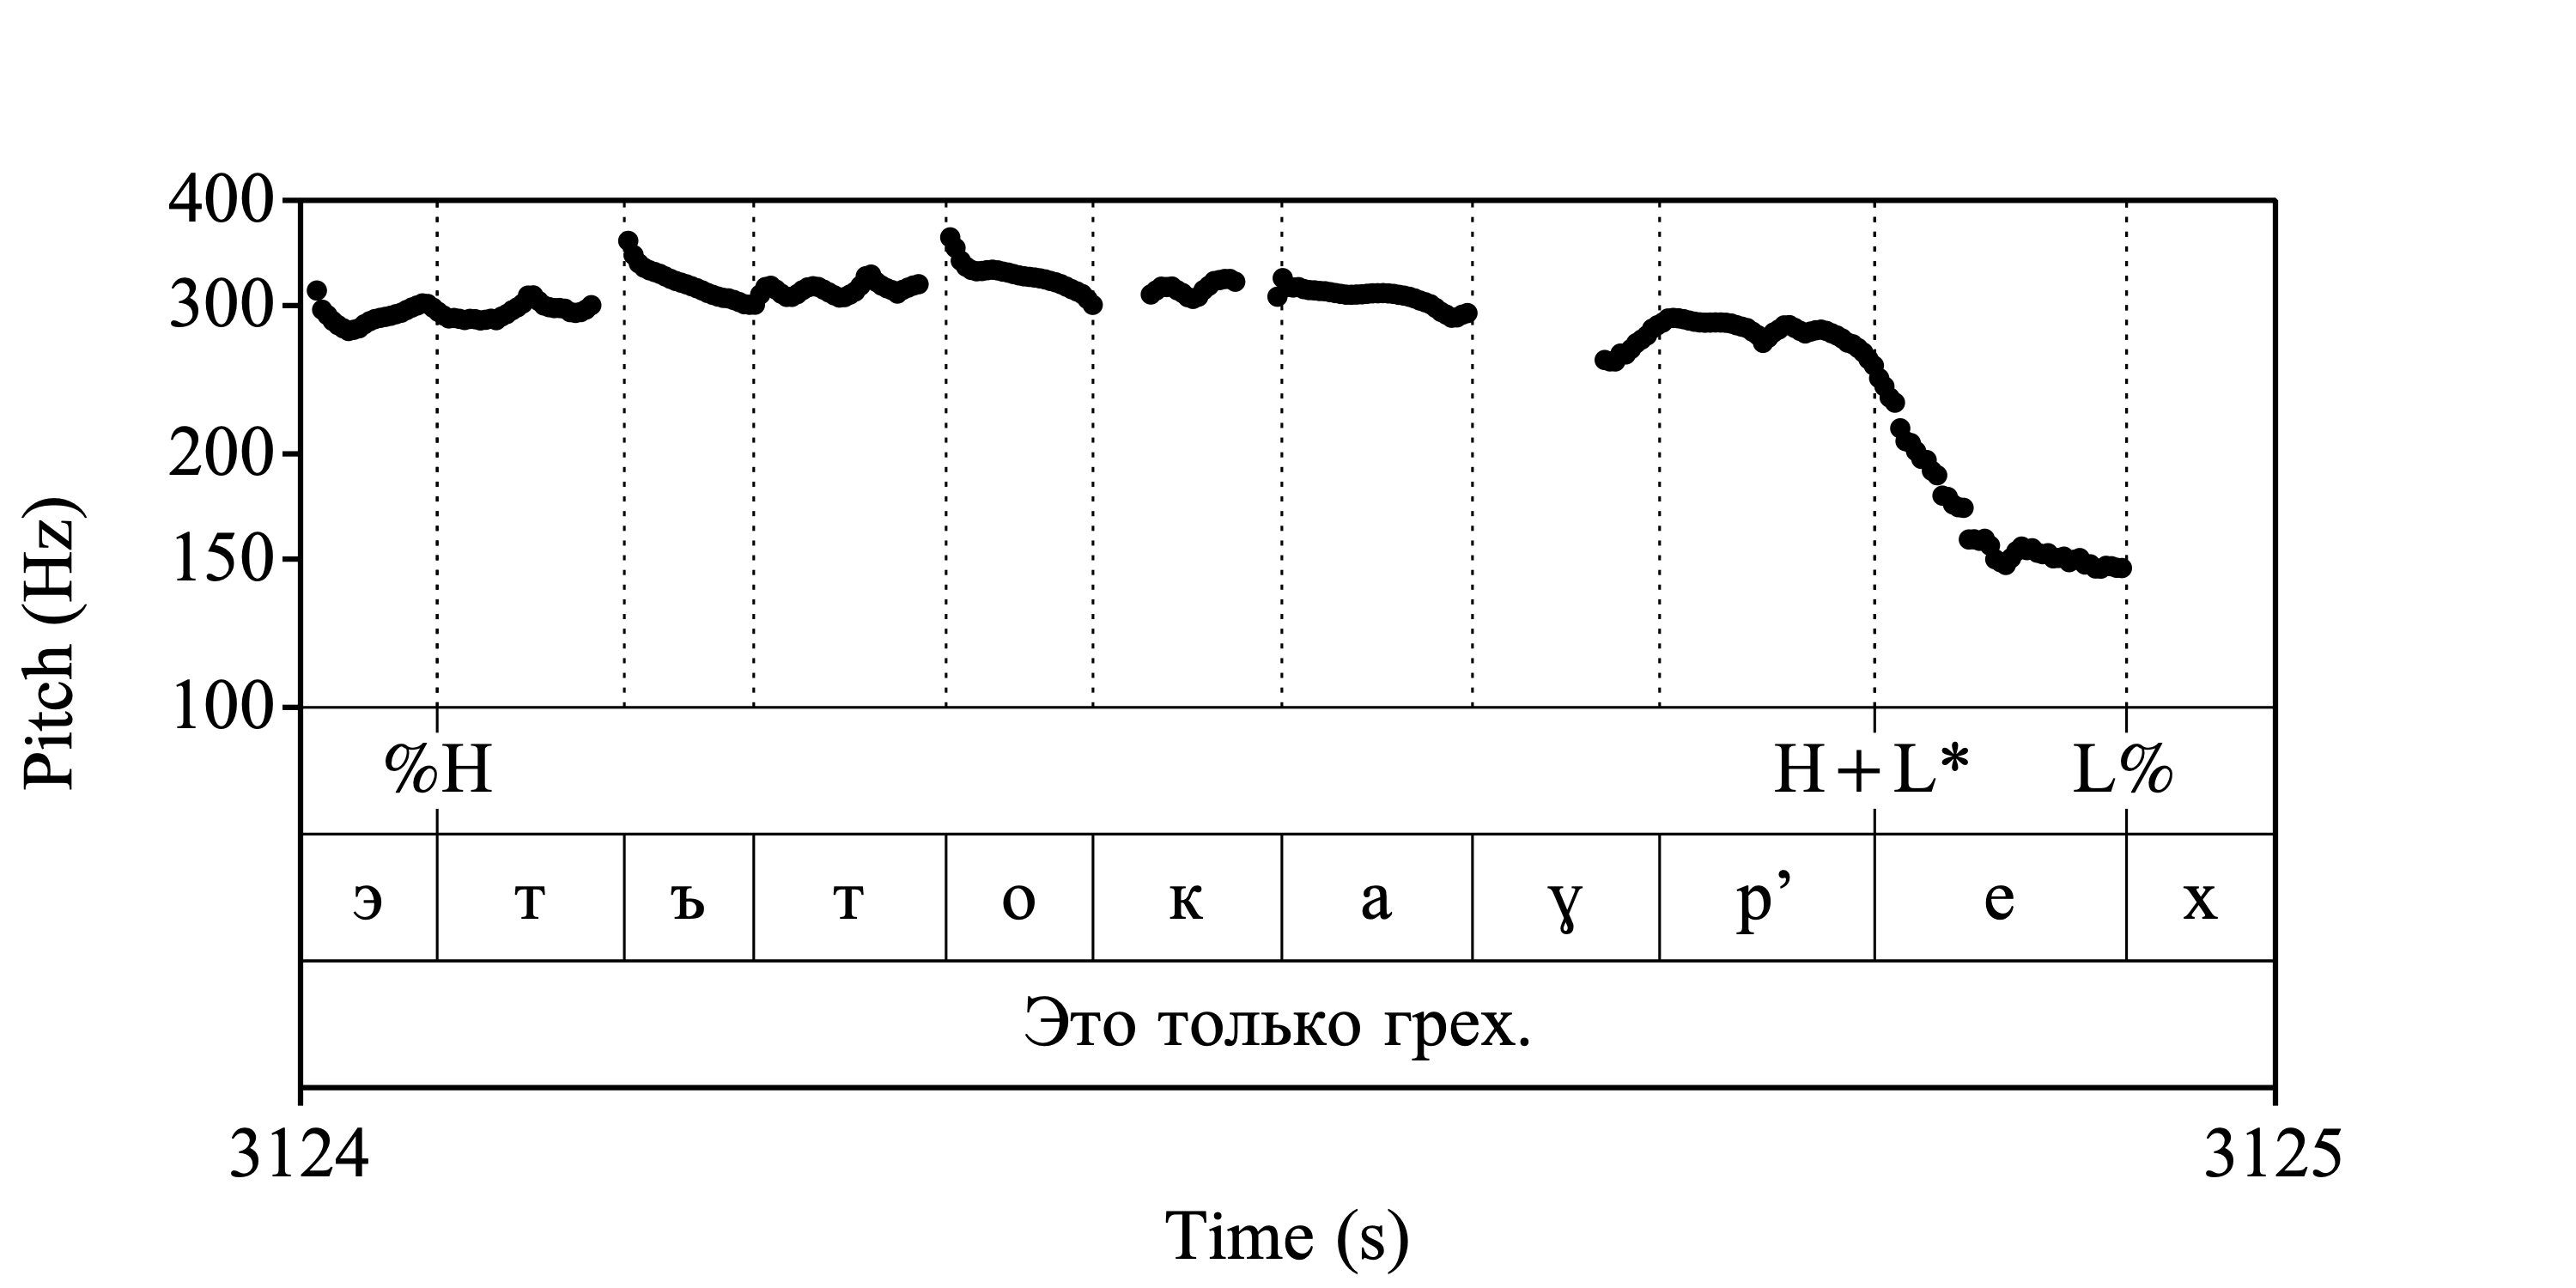 400
300
200
150
100
Pitch (Hz)
%H H+L* L%
э т ъ т о к а ɣ р’ е х
Это только грех.
3124 3125
Time (s)